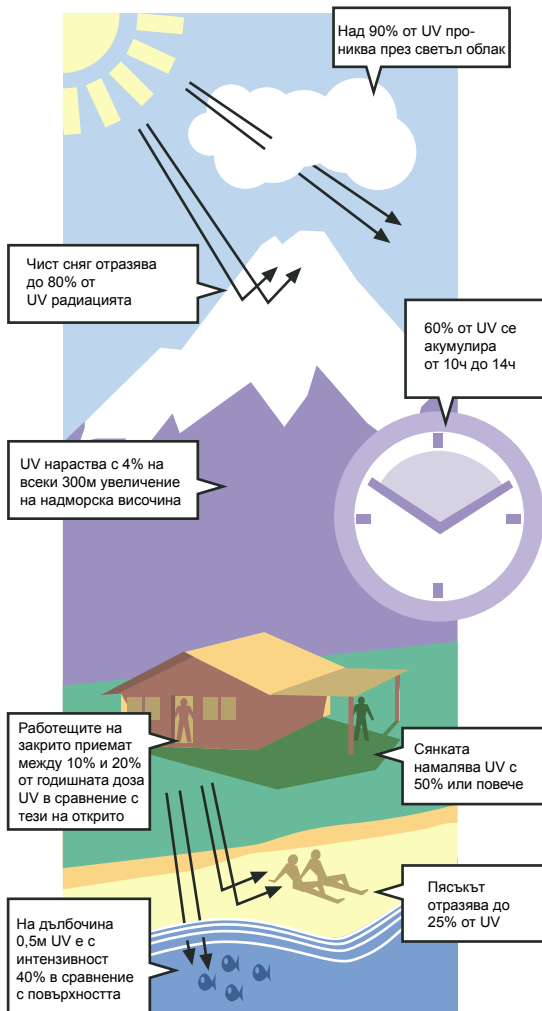 Над 90% от UV про-
никва през светъл облак
Чист сняг отразява
до 80% от
UV радиацията
60% от UV се
акумулира
от 10ч до 14ч
UV нараства с 4% на
всеки 300м увеличение
на надморска височина
Работещите на
закрито приемат
между 10% и 20%
от годишната доза
UV в сравнение с
тези на открито
Сянката
намалява UV с
50% или повече
Пясъкът
отразява до
25% от UV
На дълбочина
0,5м UV е с
интензивност
40% в сравнение
с повърхността